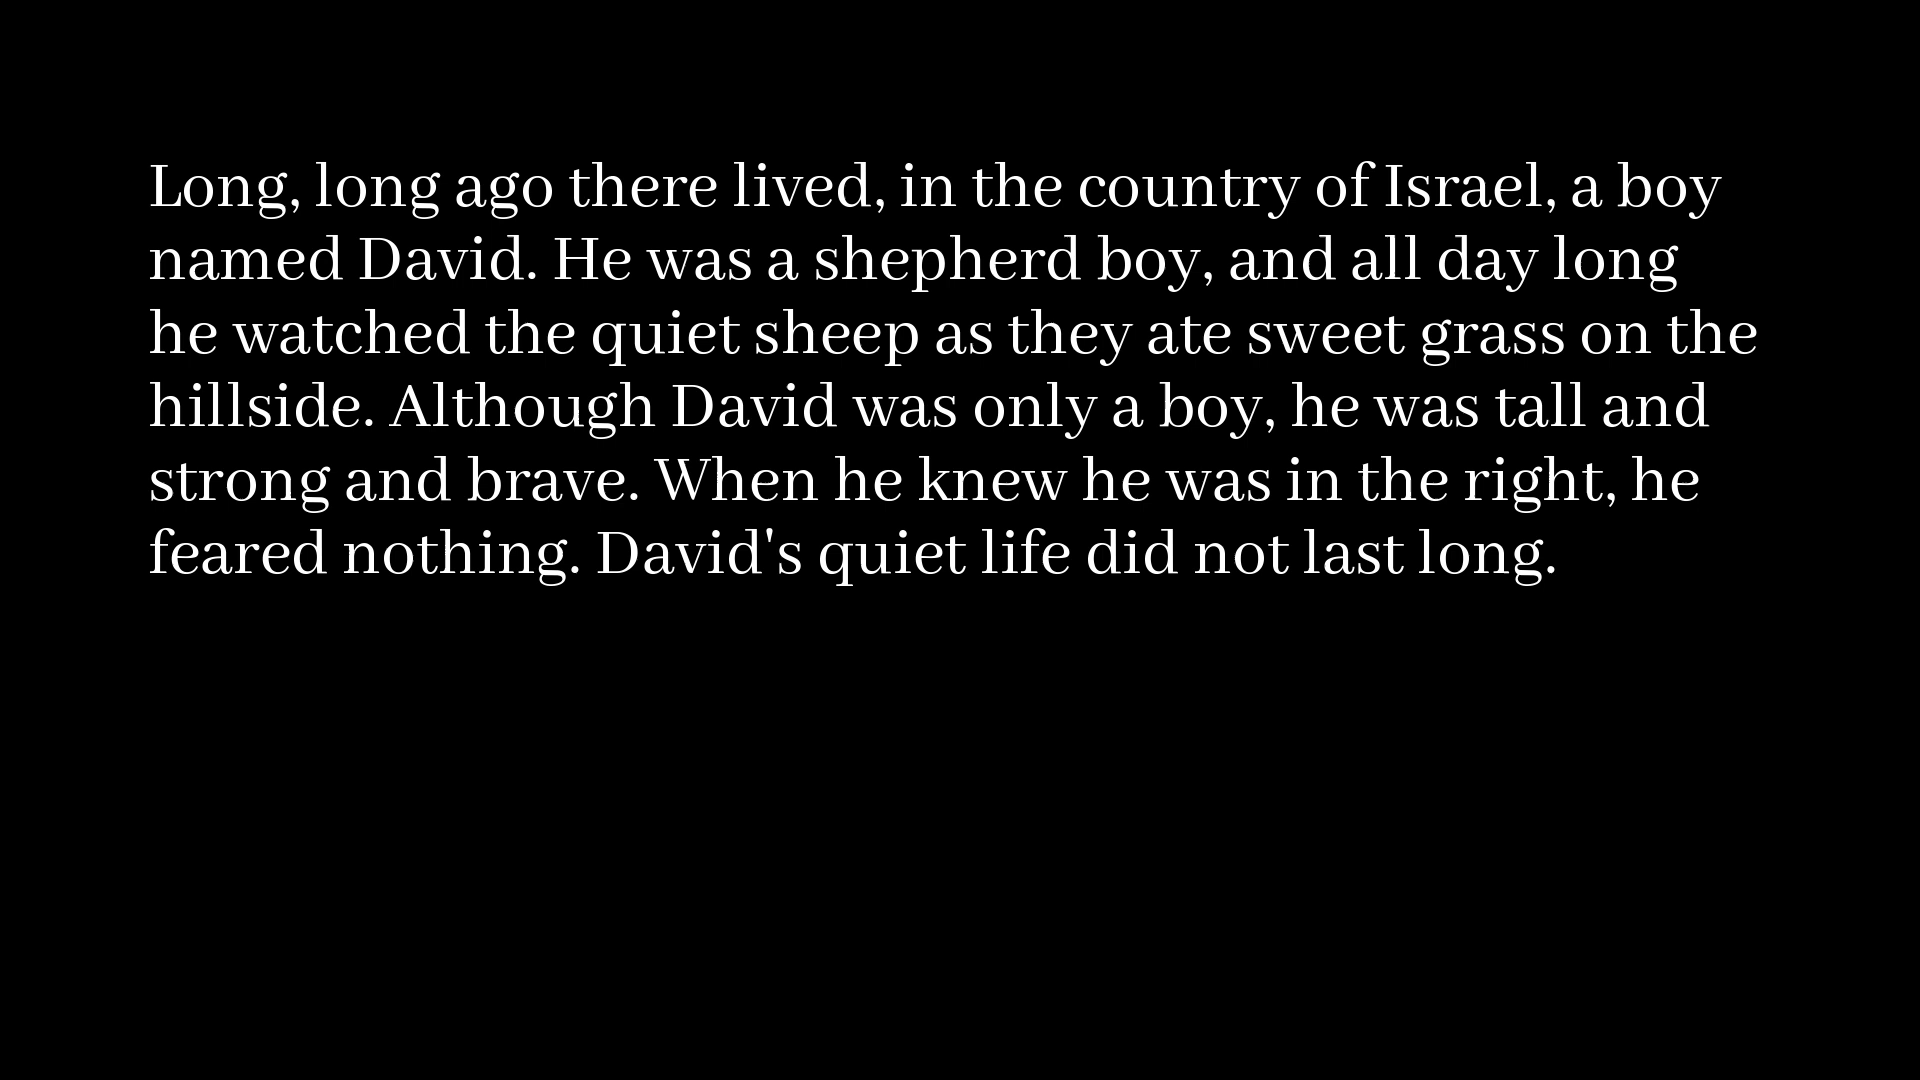 Long, long ago there lived, in the country of Israel, a boy
named David. He was a shepherd boy, and all day long
he watched the quiet sheep as they ate sweet grass on the
hillside. Although David was only a boy, he was tall and
strong and brave. When he knew he was in the right, he
feared nothing. David's quiet life did not last long.